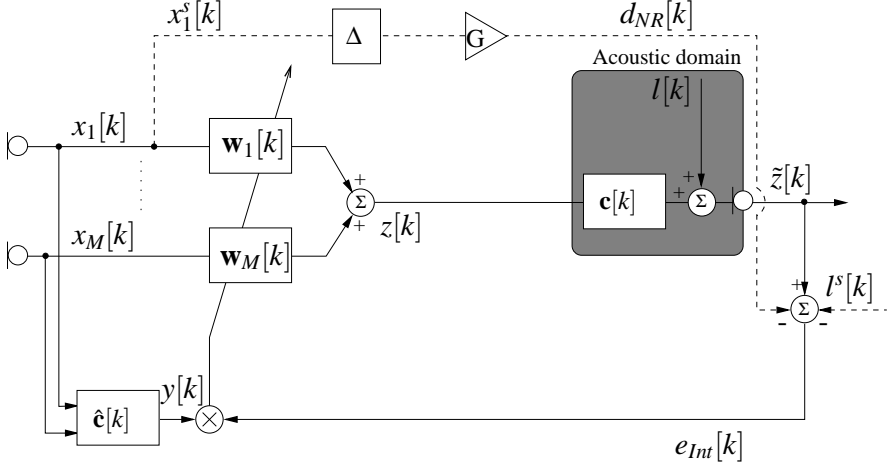 x₁ˢ[k]
Δ
G
d_NR[k]
Acoustic domain
l[k]
x₁[k]
𝐰₁[k]
+
Σ
z[k]
+
𝐜[k]
+
+
Σ
z̃[k]
x_M[k]
𝐰_M[k]
+
lˢ[k]
Σ
-
-
y[k]
ĉ[k]
×
e_Int[k]